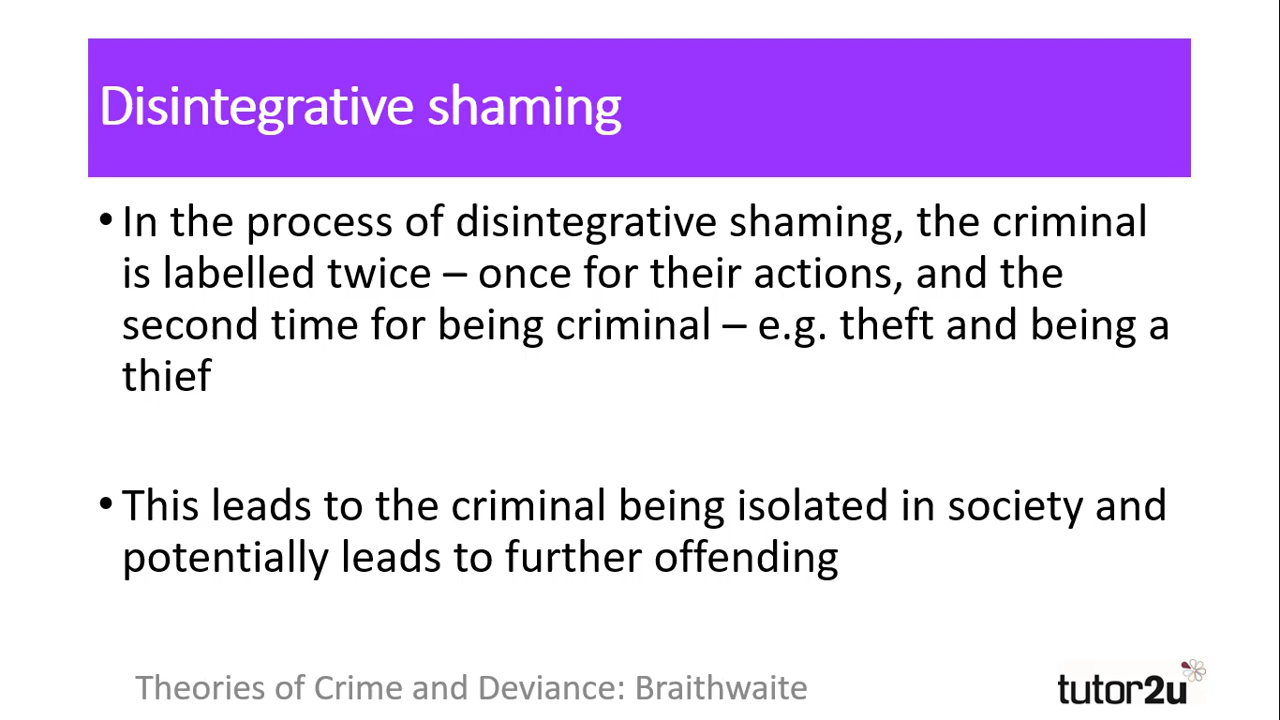 Disintegrative shaming
• In the process of disintegrative shaming, the criminal
is labelled twice – once for their actions, and the
second time for being criminal – e.g. theft and being a
thief
• This leads to the criminal being isolated in society and
potentially leads to further offending
Theories of Crime and Deviance: Braithwaite
tutor2u